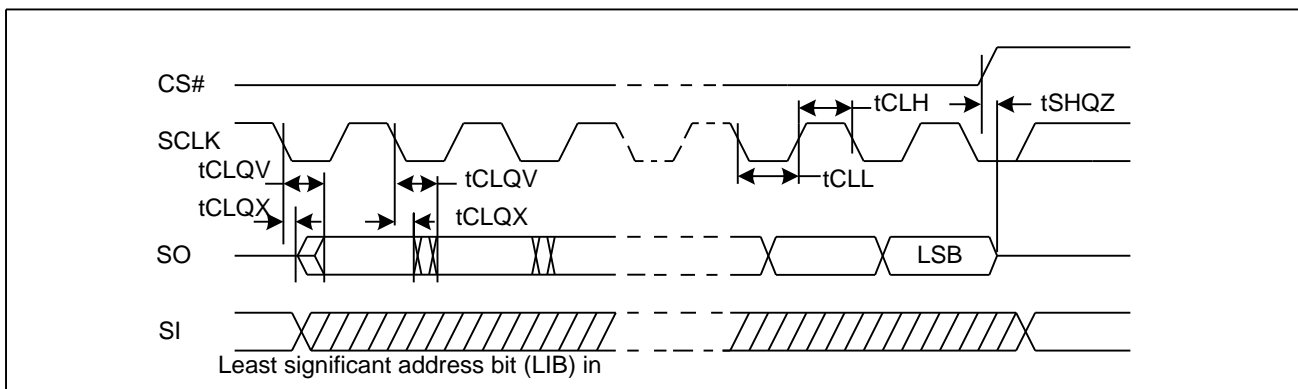 CS#
tCLH
tSHQZ
SCLK
tCLQV
tCLQV
tCLL
tCLQX
tCLQX
SO
LSB
SI
Least significant address bit (LIB) in